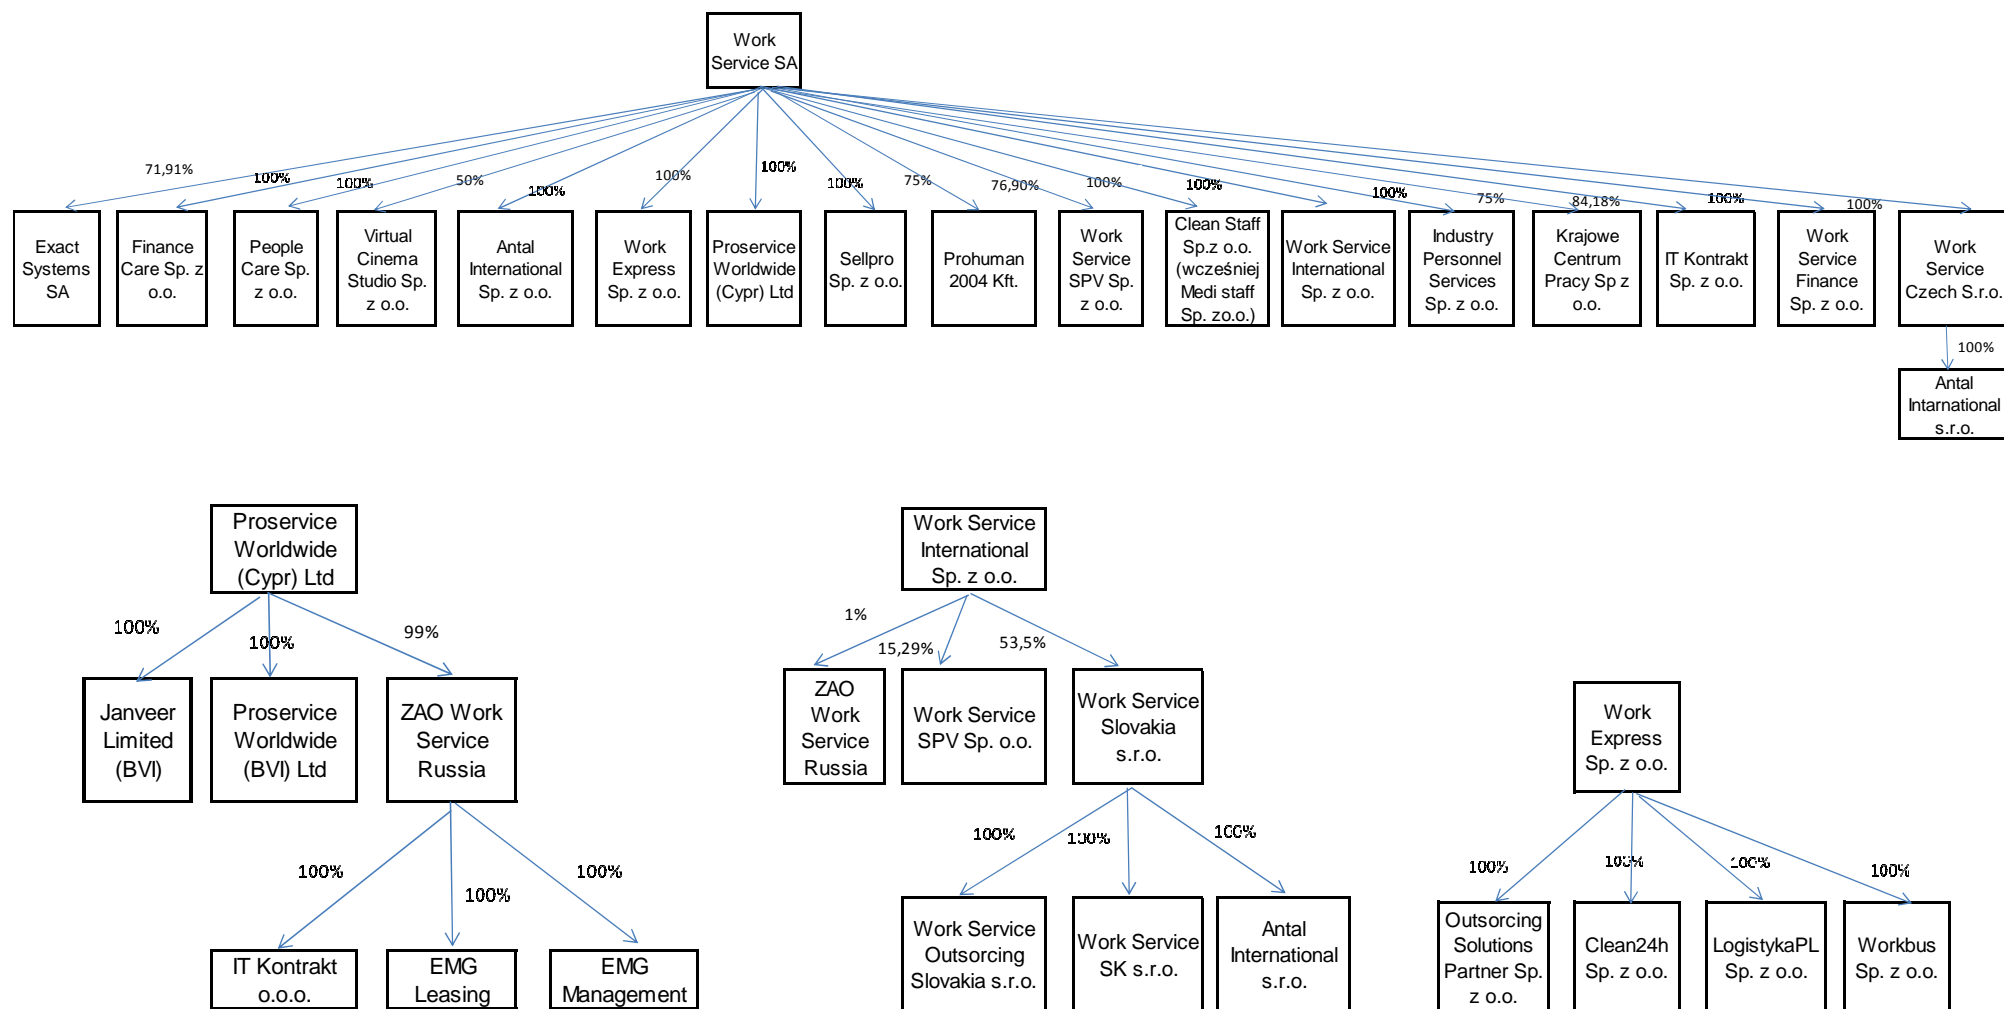 Work
Service SA
71,91%
100%
100%
50%
100%
100%
100%
100%
75%
76,90%
100%
100%
100%
75%
84,18%
100%
100%
Exact
Systems
SA
Finance
Care Sp. z
o.o.
People
Care Sp.
z o.o.
Virtual
Cinema
Studio Sp.
z o.o.
Antal
International
Sp. z o.o.
Work
Express
Sp. z o.o.
Proservice
Worldwide
(Cypr) Ltd
Sellpro
Sp. z o.o.
Prohuman
2004 Kft.
Work
Service
SPV Sp.
z o.o.
Clean Staff
Sp.z o.o.
(wcześniej
Medi staff
Sp. zo.o.)
Work Service
International
Sp. z o.o.
Industry
Personnel
Services
Sp. z o.o.
Krajowe
Centrum
Pracy Sp z
o.o.
IT Kontrakt
Sp. z o.o.
Work
Service
Finance
Sp. z o.o.
Work
Service
Czech S.r.o.
100%
Antal
Intarnational
s.r.o.
Proservice
Worldwide
(Cypr) Ltd
100%
100%
99%
Janveer
Limited
(BVI)
Proservice
Worldwide
(BVI) Ltd
ZAO Work
Service
Russia
100%
100%
100%
IT Kontrakt
o.o.o.
EMG
Leasing
EMG
Management
Work Service
International
Sp. z o.o.
1%
15,29%
53,5%
ZAO
Work
Service
Russia
Work Service
SPV Sp. o.o.
Work Service
Slovakia
s.r.o.
100%
100%
100%
Work Service
Outsorcing
Slovakia s.r.o.
Work Service
SK s.r.o.
Antal
International
s.r.o.
Work
Express
Sp. z o.o.
100%
100%
100%
100%
Outsorcing
Solutions
Partner Sp.
z o.o.
Clean24h
Sp. z o.o.
LogistykaPL
Sp. z o.o.
Workbus
Sp. z o.o.